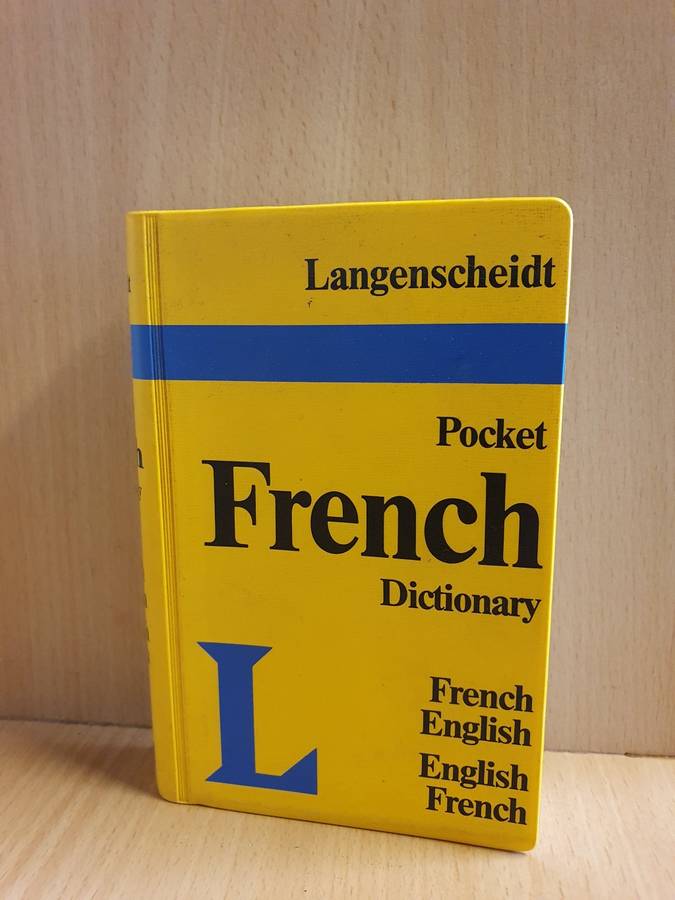 Langenscheidt
Pocket
French
Dictionary
L
French
English
English
French